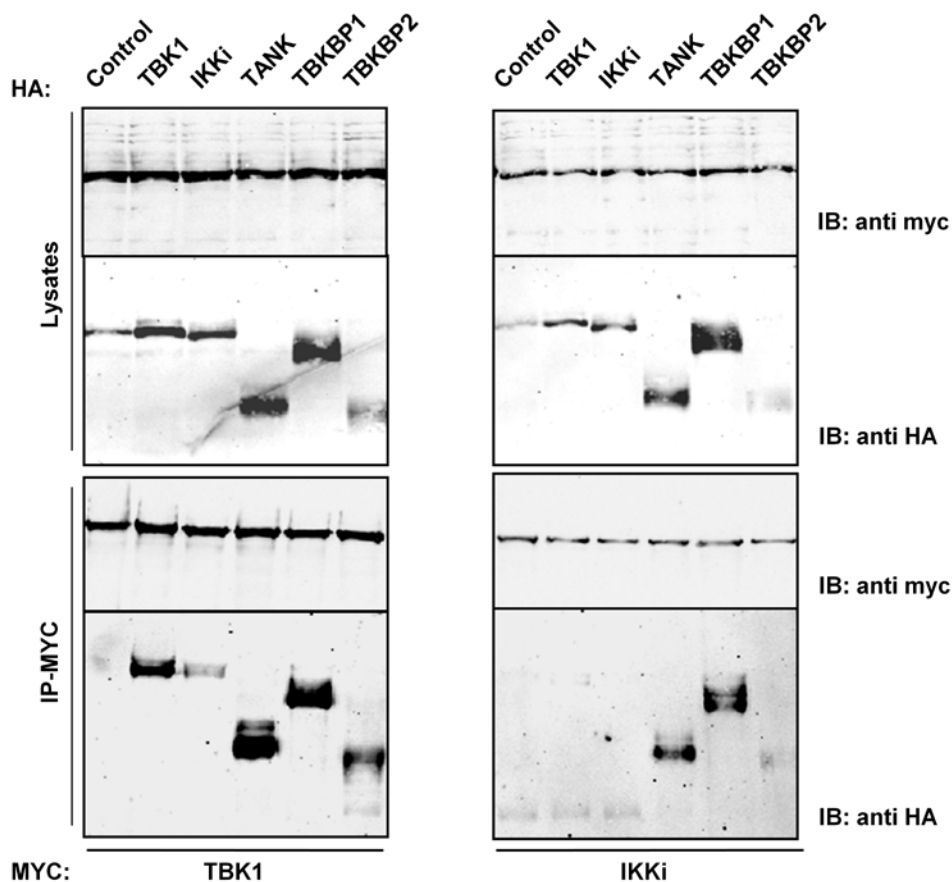 HA: Control TBK1 IKKi TANK TBKBP1 TBKBP2 Control TBK1 IKKi TANK TBKBP1 TBKBP2
Lysates
IB: anti myc
IB: anti HA
IP-MYC
IB: anti myc
IB: anti HA
MYC: TBK1 IKKi